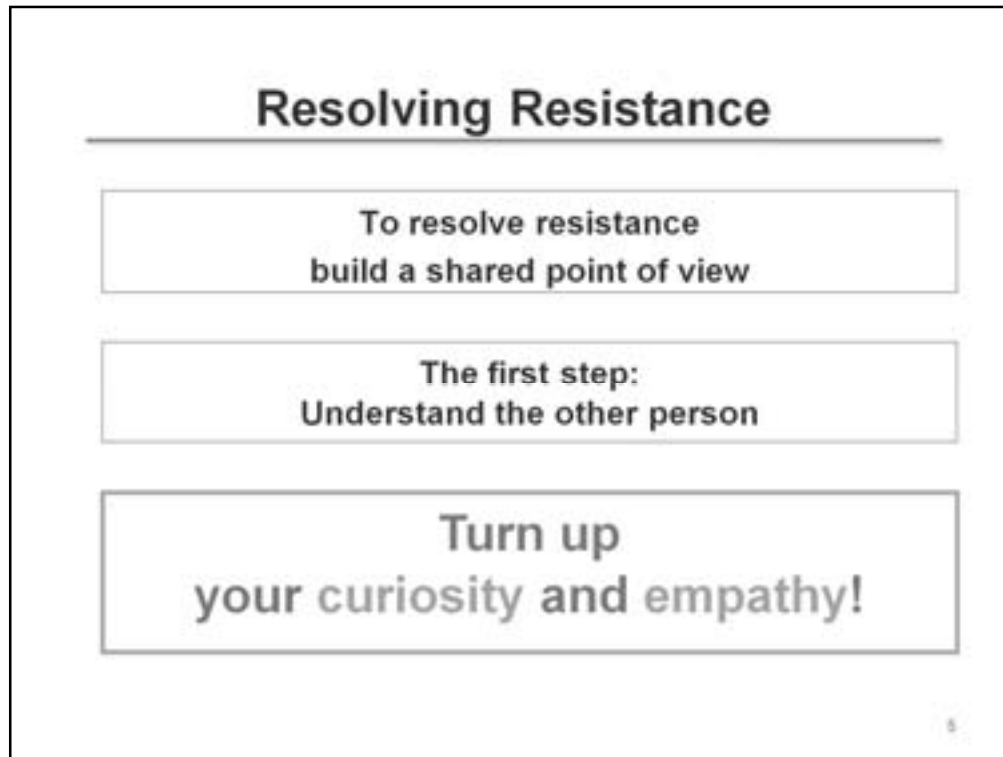 Resolving Resistance
To resolve resistance
build a shared point of view
The first step:
Understand the other person
Turn up
your curiosity and empathy!